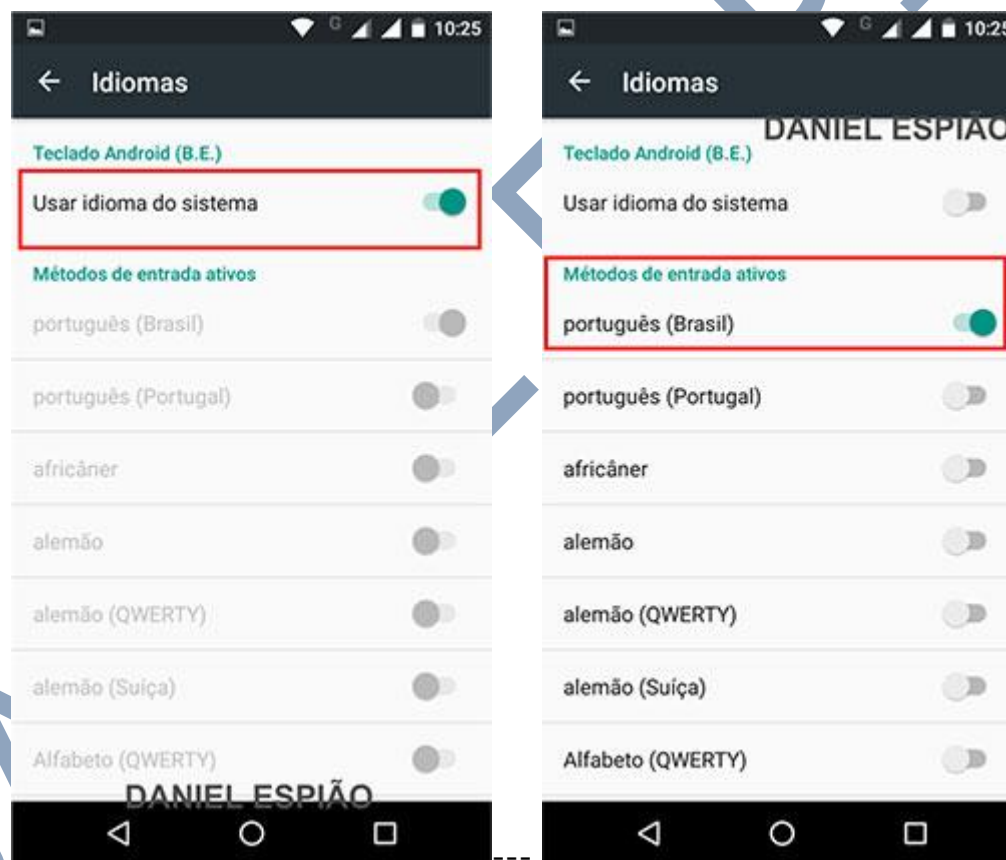 G 10:25
Idiomas
Teclado Android (B.E.)
Usar idioma do sistema
Métodos de entrada ativos
português (Brasil)
português (Portugal)
africâner
alemão
alemão (QWERTY)
alemão (Suíça)
Alfabeto (QWERTY)
DANIEL ESPIÃO
G 10:25
Idiomas
DANIEL ESPIÃO
Teclado Android (B.E.)
Usar idioma do sistema
Métodos de entrada ativos
português (Brasil)
português (Portugal)
africâner
alemão
alemão (QWERTY)
alemão (Suíça)
Alfabeto (QWERTY)
---